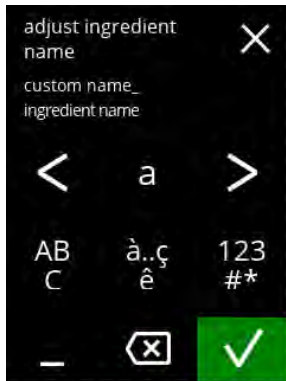 adjust ingredient
name
custom name_
ingredient name
< a >
AB
C
à..ç
ê
123
#*
_